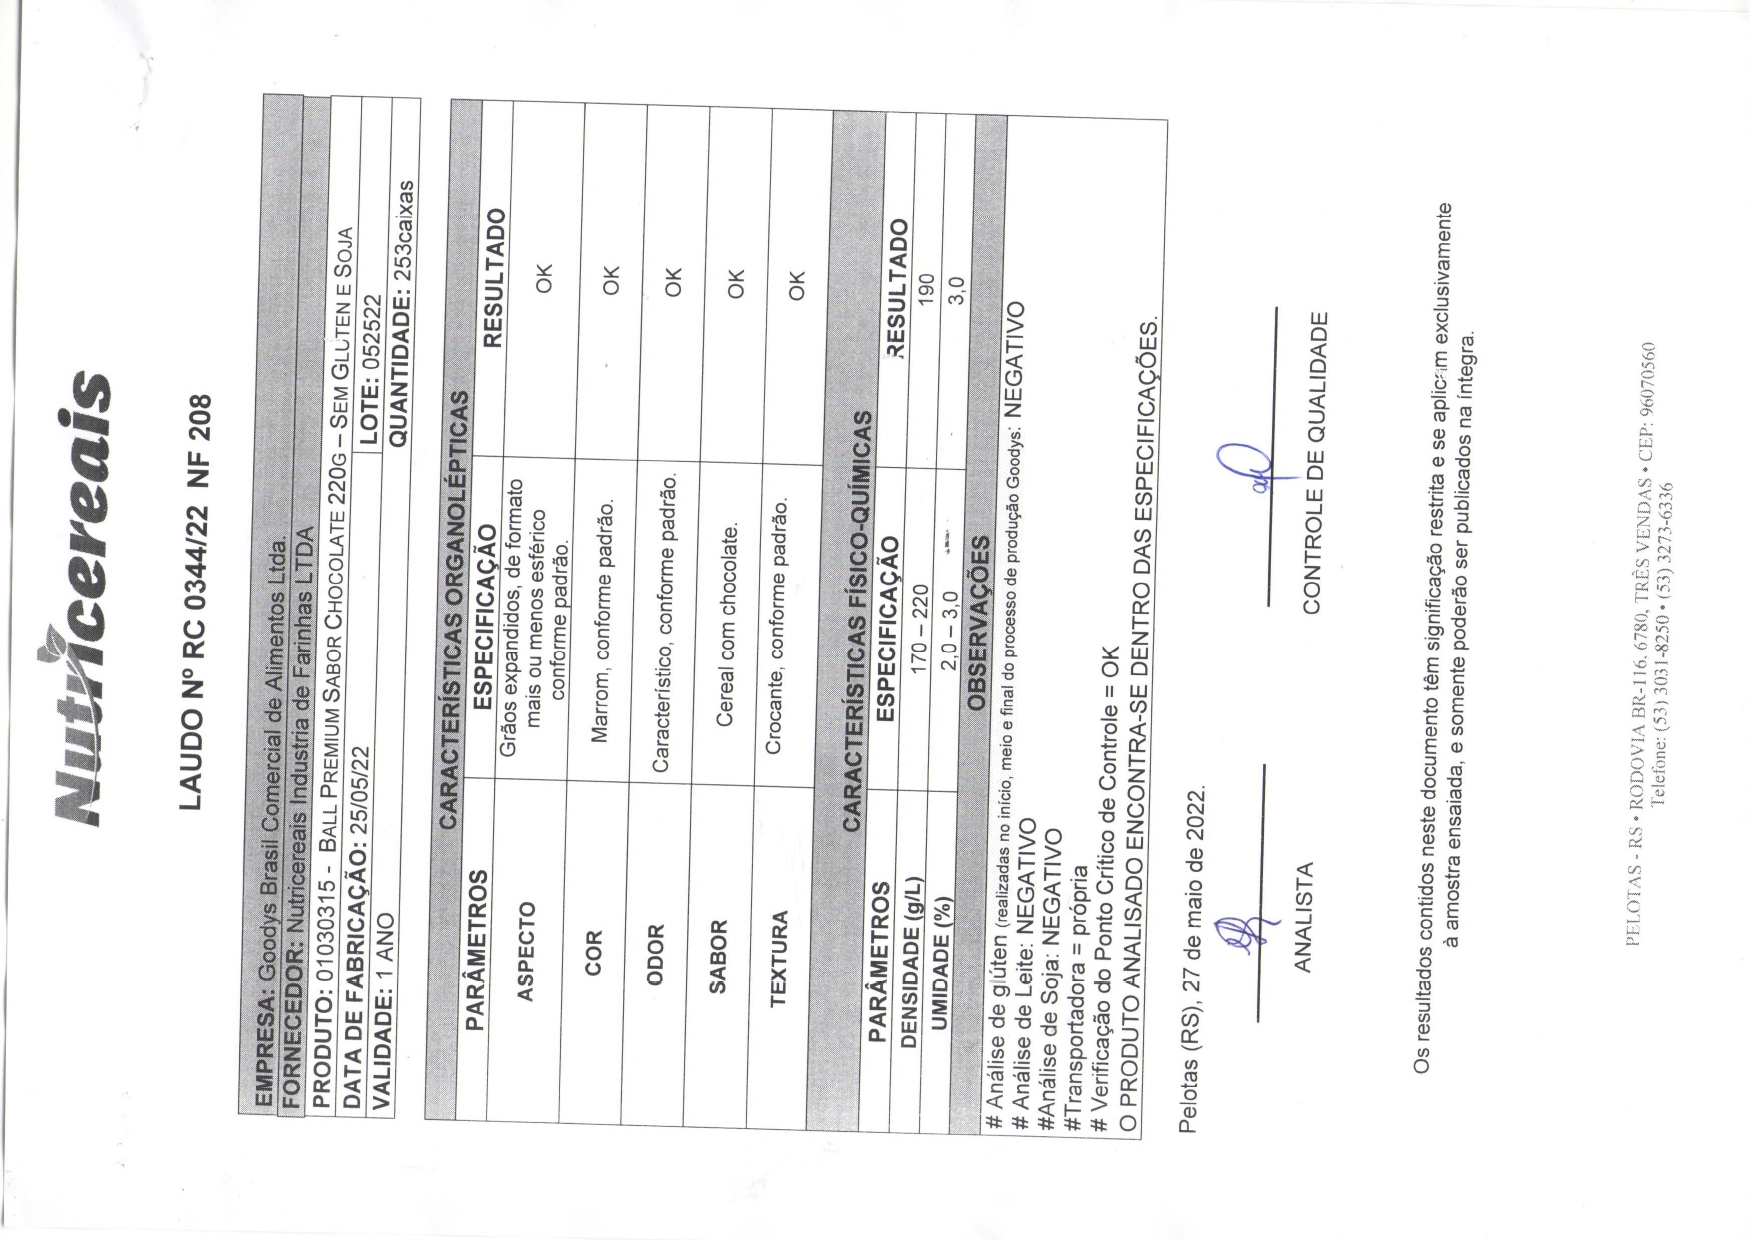 Nutricereais
LAUDO Nº RC 0344/22 NF 208
EMPRESA: Goodys Brasil Comercial de Alimentos Ltda.
FORNECEDOR: Nutricereais Industria de Farinhas LTDA
PRODUTO: 01030315 - BALL PREMIUM SABOR CHOCOLATE 220G – SEM GLUTEN E SOJA
DATA DE FABRICAÇÃO: 25/05/22 LOTE: 052522
VALIDADE: 1 ANO QUANTIDADE: 253caixas
CARACTERÍSTICAS ORGANOLÉPTICAS
PARÂMETROS ESPECIFICAÇÃO RESULTADO
Grãos expandidos, de formato
ASPECTO mais ou menos esférico OK
conforme padrão.
COR Marrom, conforme padrão. OK
ODOR Característico, conforme padrão. OK
SABOR Cereal com chocolate. OK
TEXTURA Crocante, conforme padrão. OK
CARACTERÍSTICAS FÍSICO-QUÍMICAS
PARÂMETROS ESPECIFICAÇÃO RESULTADO
DENSIDADE (g/L) 170 – 220 190
UMIDADE (%) 2,0 – 3,0 3,0
OBSERVAÇÕES
# Análise de glúten (realizadas no início, meio e final do processo de produção Goodys: NEGATIVO
# Análise de Leite: NEGATIVO
#Análise de Soja: NEGATIVO
#Transportadora = própria
# Verificação do Ponto Crítico de Controle = OK
O PRODUTO ANALISADO ENCONTRA-SE DENTRO DAS ESPECIFICAÇÕES.
Pelotas (RS), 27 de maio de 2022.
ANALISTA CONTROLE DE QUALIDADE
Os resultados contidos neste documento têm significação restrita e se aplicam exclusivamente
à amostra ensaiada, e somente poderão ser publicados na íntegra.
PELOTAS - RS • RODOVIA BR-116, 6780, TRÊS VENDAS • CEP: 96070560
Telefone: (53) 3031-8250 • (53) 3273-6336